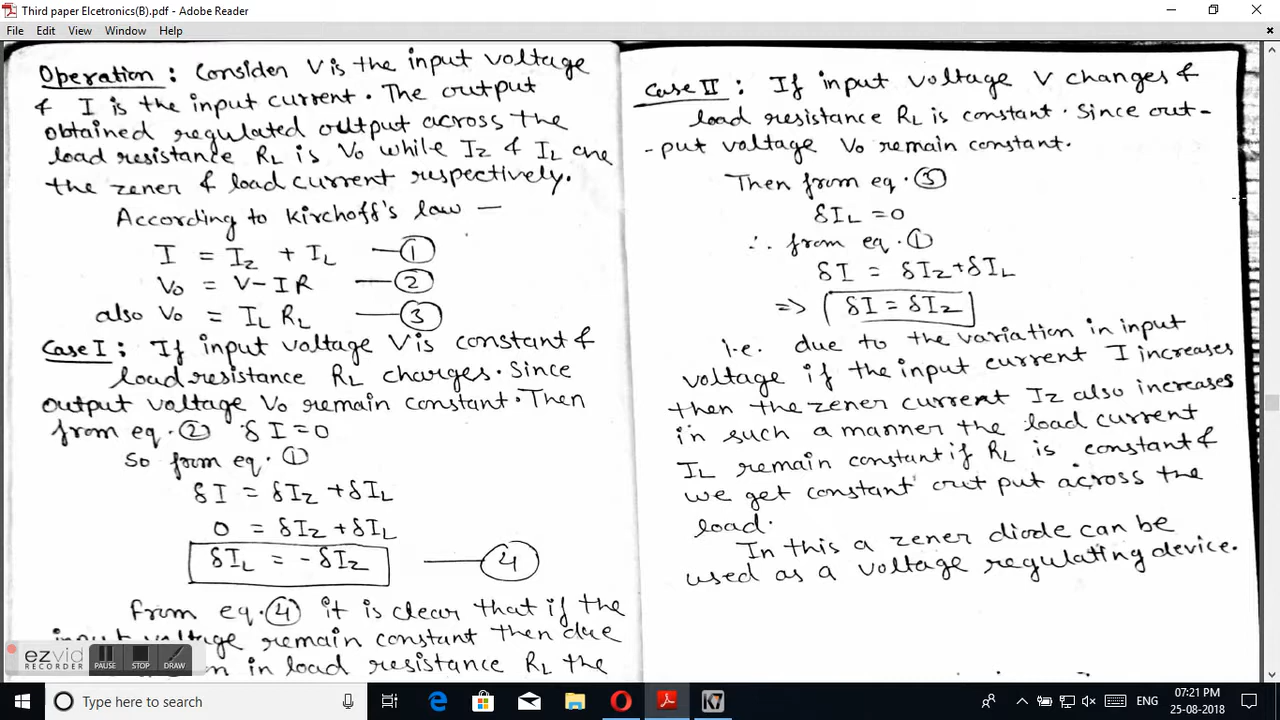 Third paper Elcetronics(B).pdf - Adobe Reader
File Edit View Window Help
Operation: Consider V is the input voltage
& I is the input current. The output
obtained regulated output across the
load resistance RL is Vo while IZ & IL are
the zener & load current respectively.
According to Kirchoff's law —
I = IZ + IL — ①
Vo = V - IR — ②
also Vo = IL RL — ③
Case I: If input voltage V is constant &
load resistance RL charges. Since
output voltage Vo remain constant. Then
from eq. ② δI = 0
So form eq. ①
δI = δIZ + δIL
0 = δIZ + δIL
δIL = -δIZ — ④
From eq. ④ it is clear that if the
input voltage remain constant then due
in load resistance RL the
Case II: If input voltage V changes &
load resistance RL is constant. Since out-
-put voltage Vo remain constant.
Then from eq. ③
δIL = 0
∴ from eq. ①
δI = δIZ + δIL
=> δI = δIZ
i.e. due to the variation in input
voltage if the input current I increases
then the zener current IZ also increases
in such a manner the load current
IL remain constant if RL is constant &
we get constant out put across the
load.
In this a zener diode can be
used as a voltage regulating device.
ezvid
RECORDER
PAUSE STOP DRAW
Type here to search
ENG
07:21 PM
25-08-2018